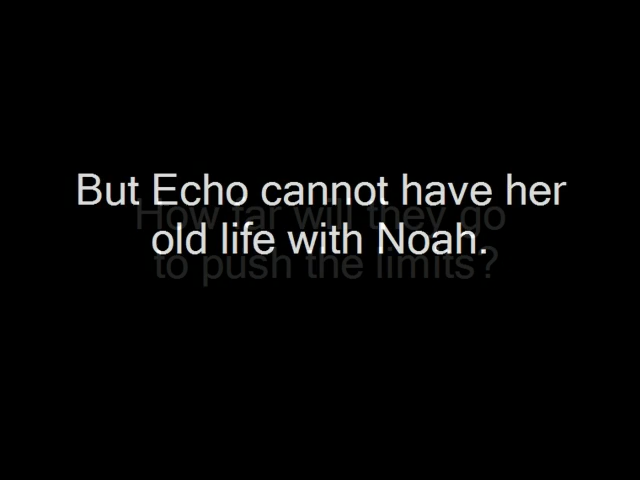 But Echo cannot have her
How far will they go
old life with Noah.
to push the limits?